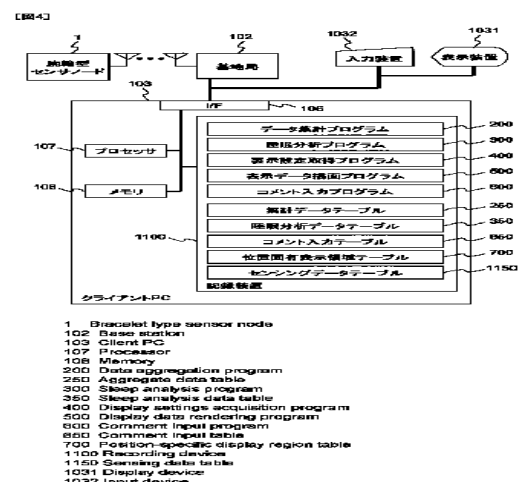 [図4]
1
102
1032
1031
腕輪型
センサノード
基地局
入力装置
表示装置
103
I/F
106
107
プロセッサ
108
メモリ
データ集計プログラム
200
睡眠分析プログラム
300
表示設定取得プログラム
400
表示データ描画プログラム
500
コメント入力プログラム
600
集計データテーブル
250
睡眠分析データテーブル
350
コメント入力テーブル
650
位置固有表示領域テーブル
700
センシングデータテーブル
1150
1100
記録装置
クライアントPC
1 Bracelet type sensor node
102 Base station
103 Client PC
107 Processor
108 Memory
200 Data aggregation program
250 Aggregate data table
300 Sleep analysis program
350 Sleep analysis data table
400 Display settings acquisition program
500 Display data rendering program
600 Comment input program
650 Comment input table
700 Position-specific display region table
1100 Recording device
1150 Sensing data table
1031 Display device
1032 Input device